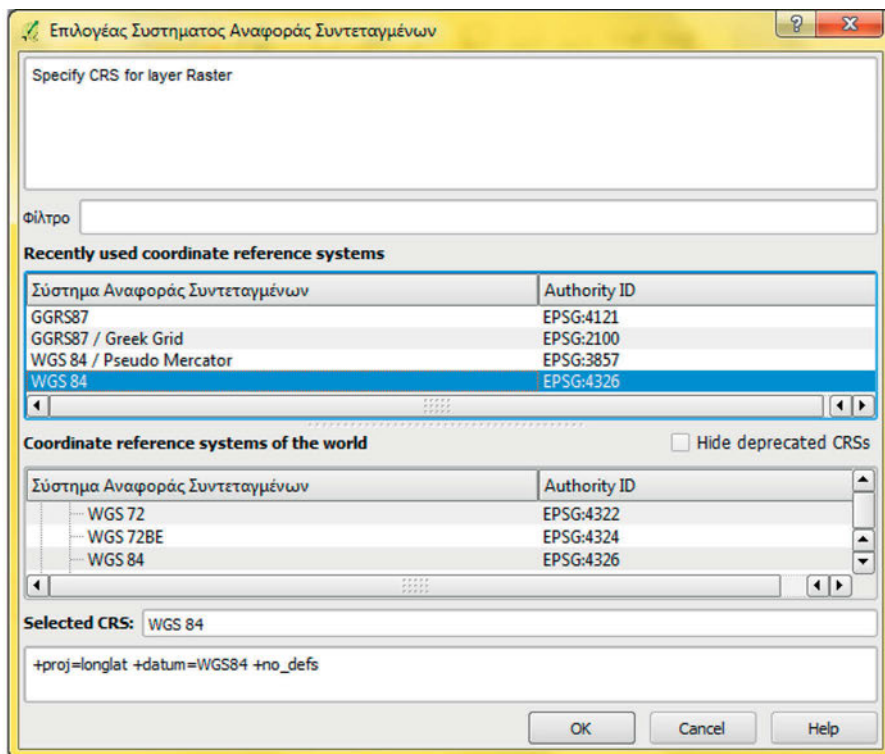 Επιλογέας Συστηματος Αναφοράς Συντεταγμένων
Specify CRS for layer Raster
Φίλτρο
Recently used coordinate reference systems
Σύστημα Αναφοράς Συντεταγμένων Authority ID
GGRS87 EPSG:4121
GGRS87 / Greek Grid EPSG:2100
WGS 84 / Pseudo Mercator EPSG:3857
WGS 84 EPSG:4326
Coordinate reference systems of the world Hide deprecated CRSs
Σύστημα Αναφοράς Συντεταγμένων Authority ID
WGS 72 EPSG:4322
WGS 72BE EPSG:4324
WGS 84 EPSG:4326
Selected CRS: WGS 84
+proj=longlat +datum=WGS84 +no_defs
OK Cancel Help